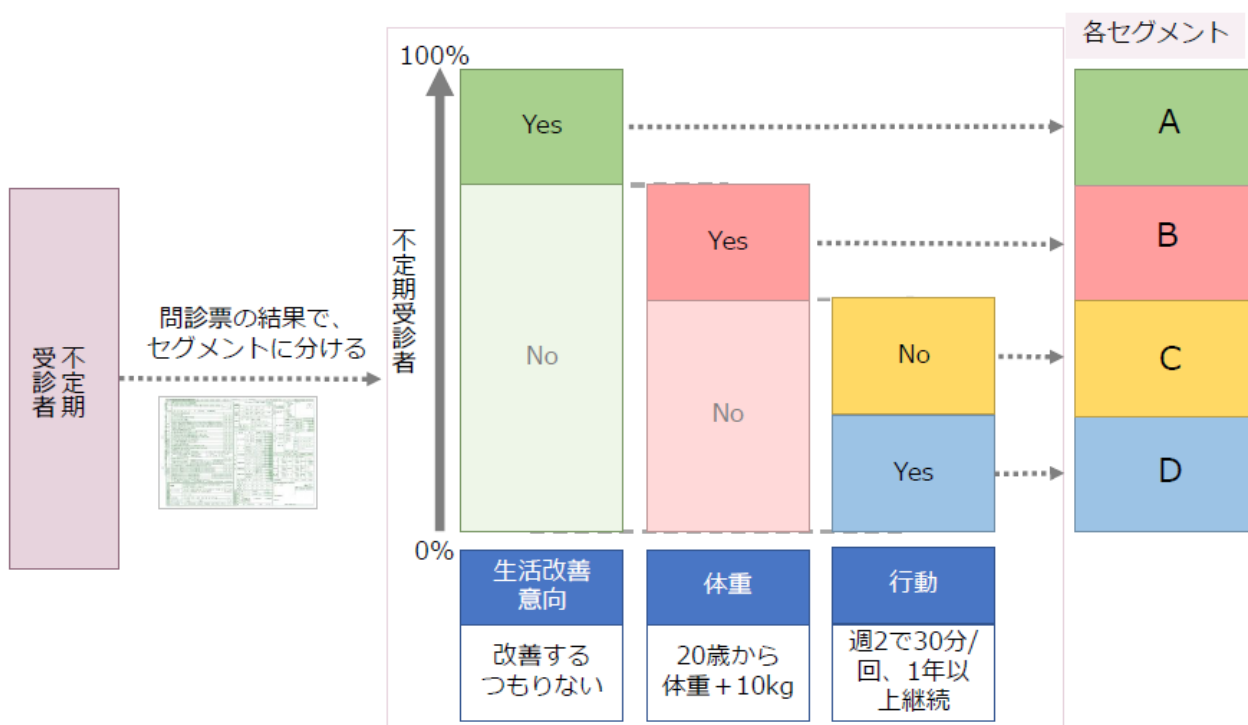 各セグメント
100%
Yes
A
不定期受診者
Yes
B
問診票の結果で、
セグメントに分ける
不定期
受診者
No
No
No
C
Yes
D
0%
生活改善
意向
体重
行動
改善する
つもりない
20歳から
体重+10kg
週2で30分/
回、1年以
上継続